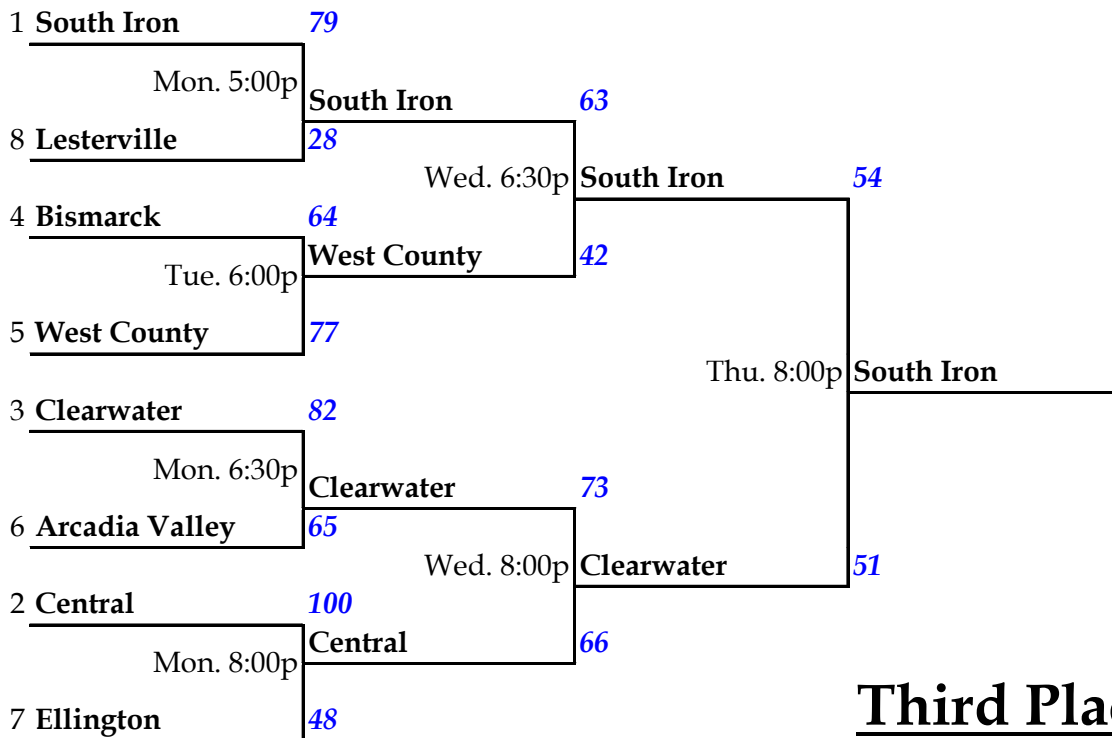 1 South Iron 79
Mon. 5:00p
South Iron 63
8 Lesterville 28
Wed. 6:30p South Iron 54
4 Bismarck 64
West County 42
Tue. 6:00p
5 West County 77
Thu. 8:00p South Iron
3 Clearwater 82
Mon. 6:30p
Clearwater 73
6 Arcadia Valley 65
Wed. 8:00p Clearwater 51
2 Central 100
Central 66
Mon. 8:00p
7 Ellington 48
Third